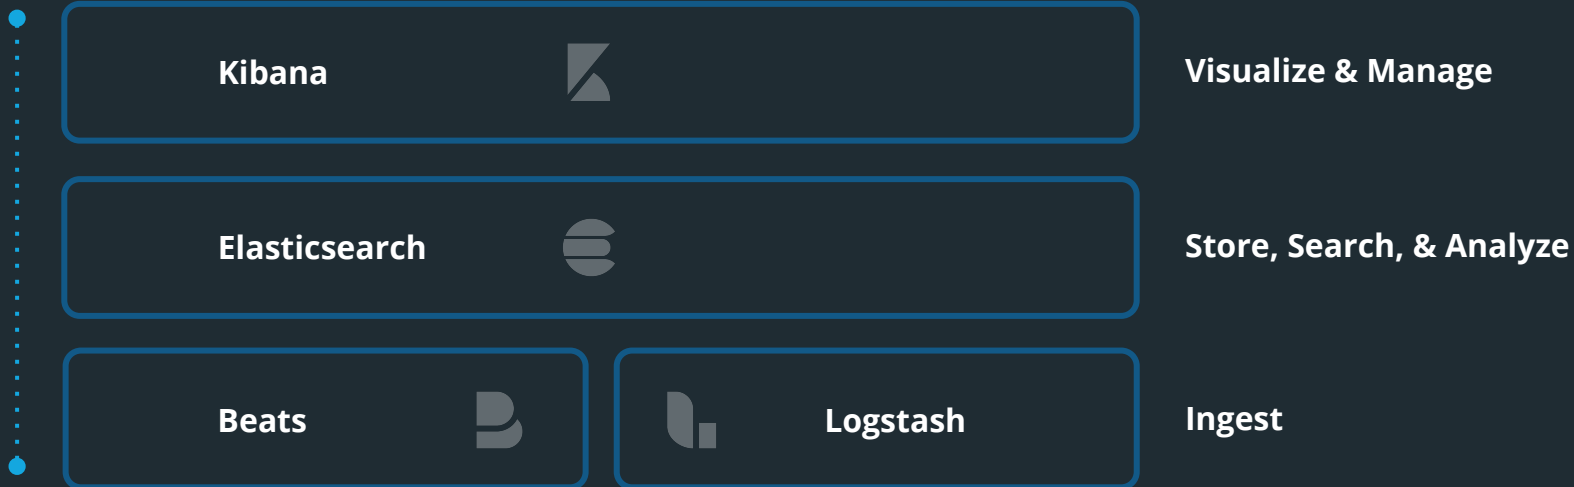 Kibana
Visualize & Manage
Elasticsearch
Store, Search, & Analyze
Beats
Logstash
Ingest